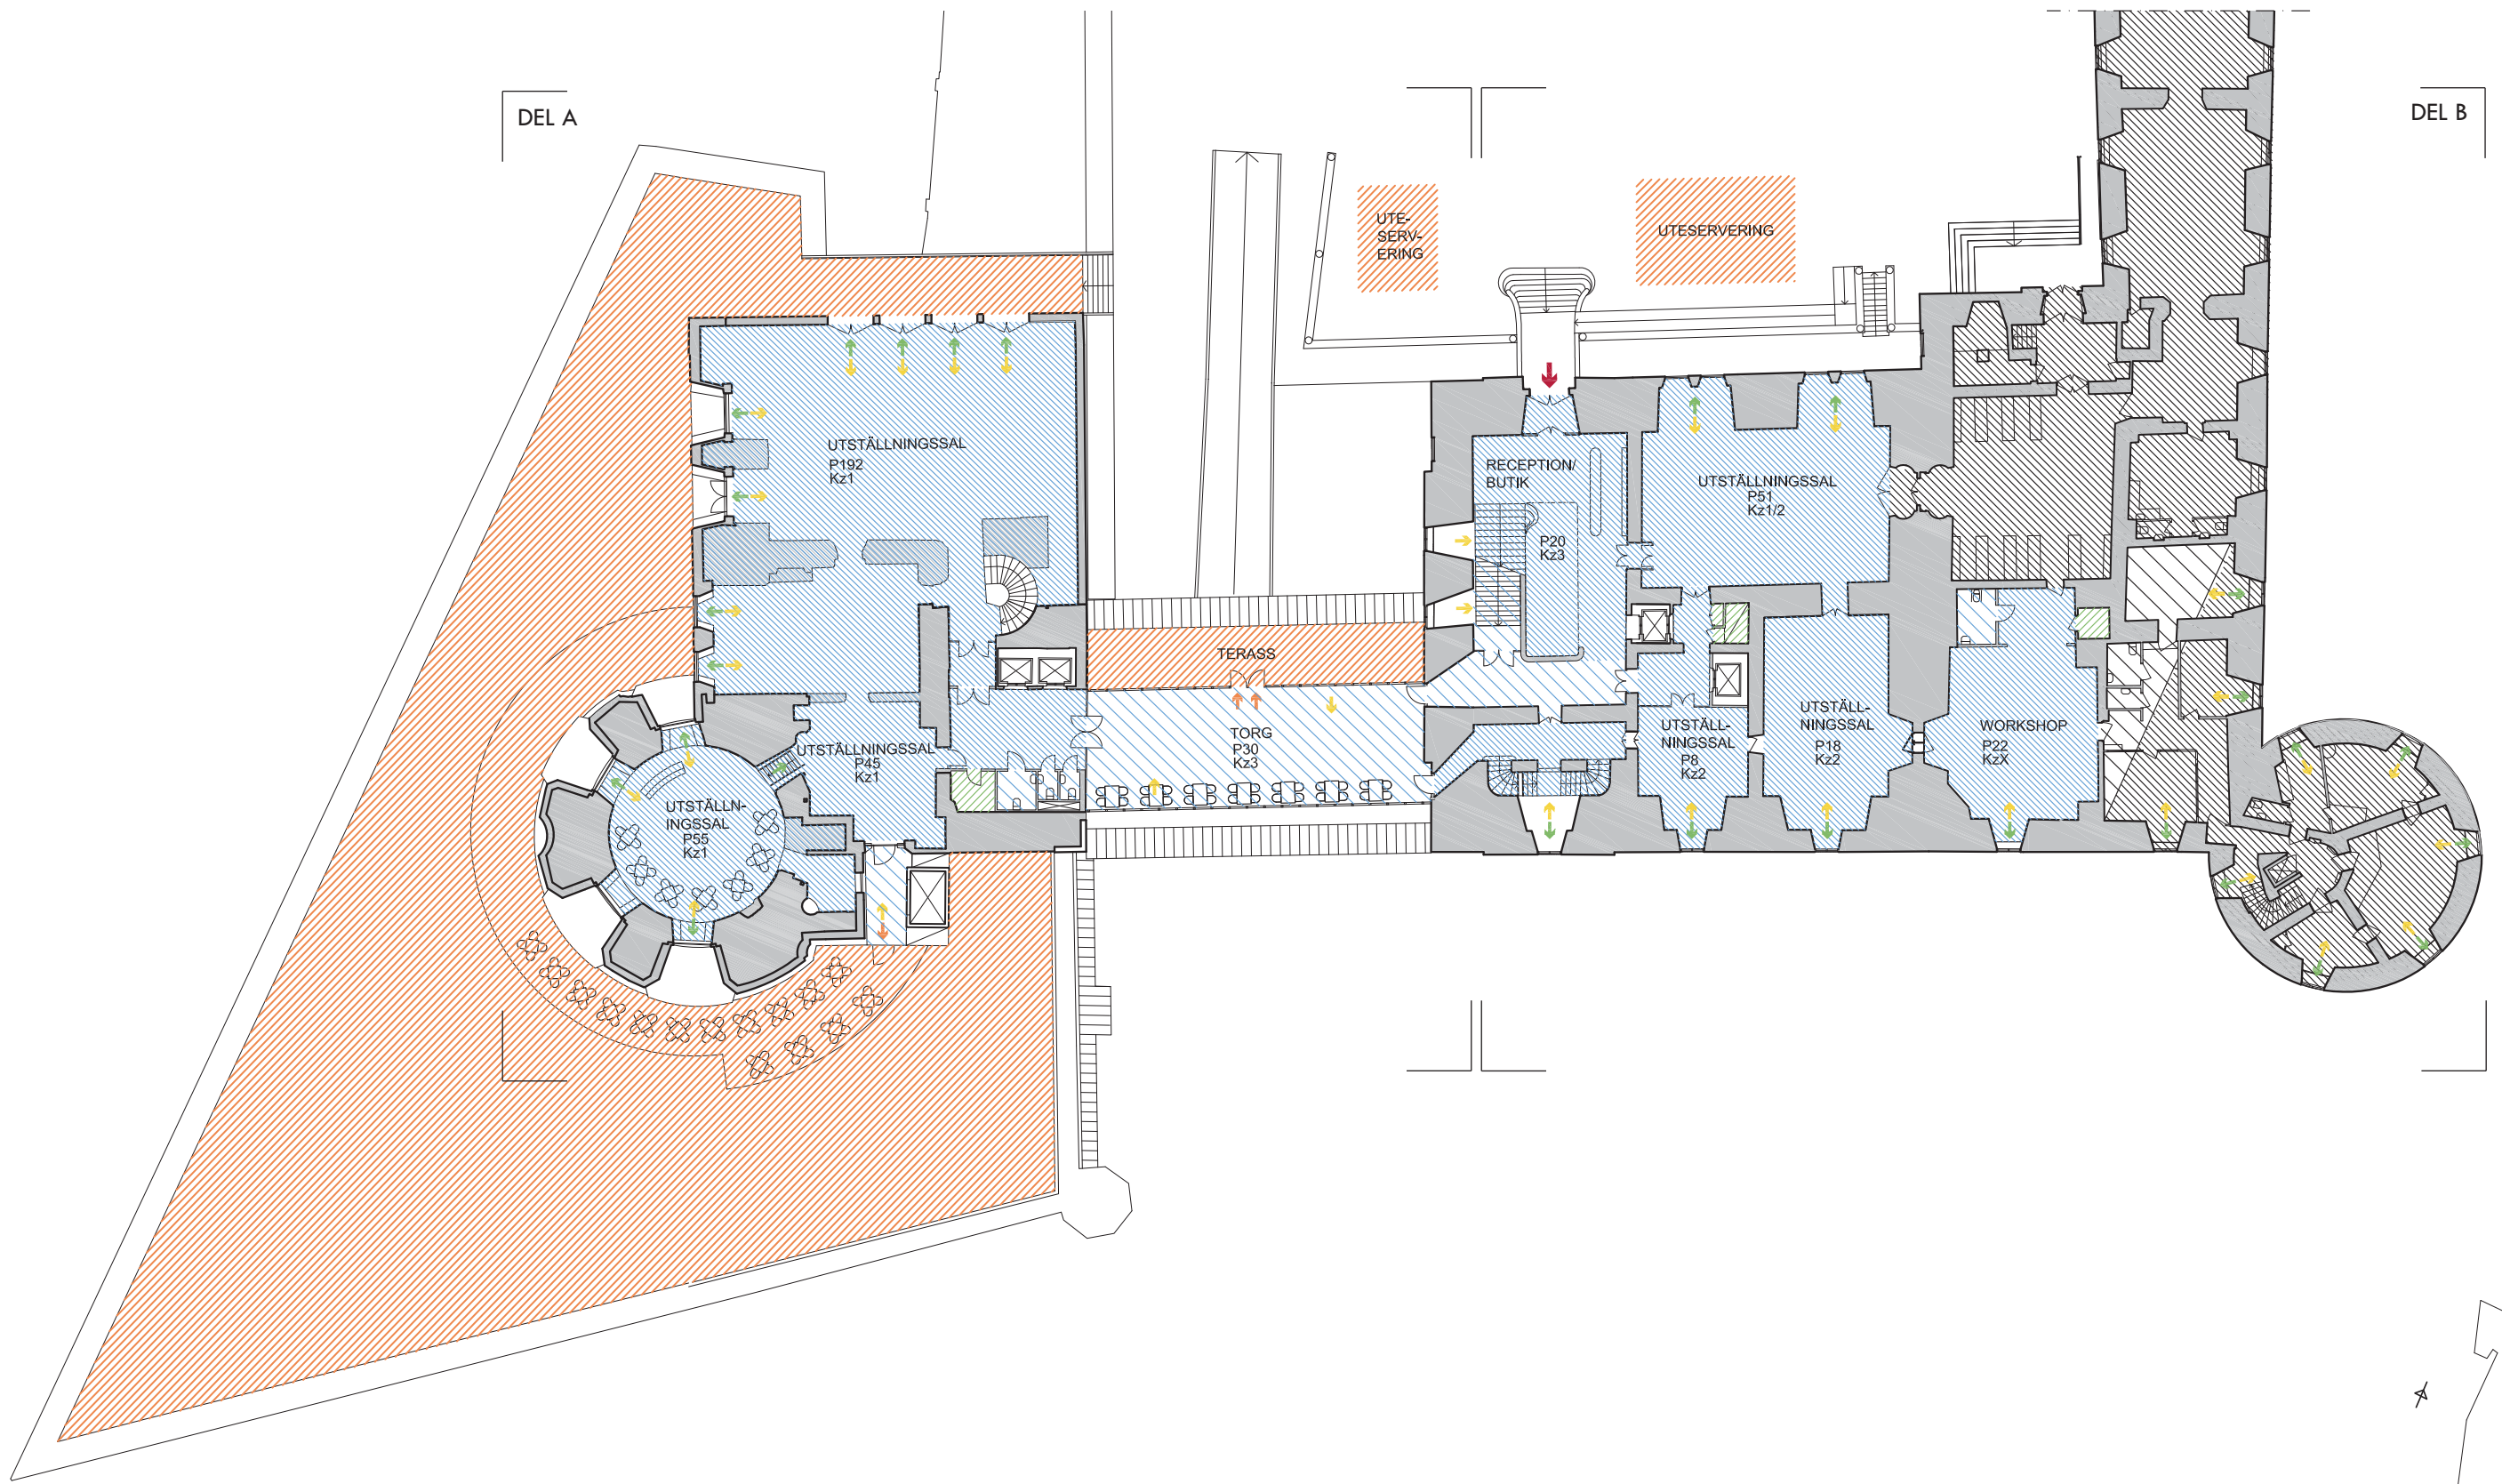 DEL A
DEL B
UTE-
SERV-
ERING
UTESERVERING
UTSTÄLLNINGSSAL
P192
Kz1
RECEPTION/
BUTIK
P20
Kz3
UTSTÄLLNINGSSAL
P51
Kz1/2
TERASS
TORG
P30
Kz3
UTSTÄLLNINGSSAL
P45
Kz1
UTSTÄLLN-
INGSSAL
P55
Kz1
UTSTÄLL-
NINGSSAL
P8
Kz2
UTSTÄLL-
NINGSSAL
P18
Kz2
WORKSHOP
P22
KzX